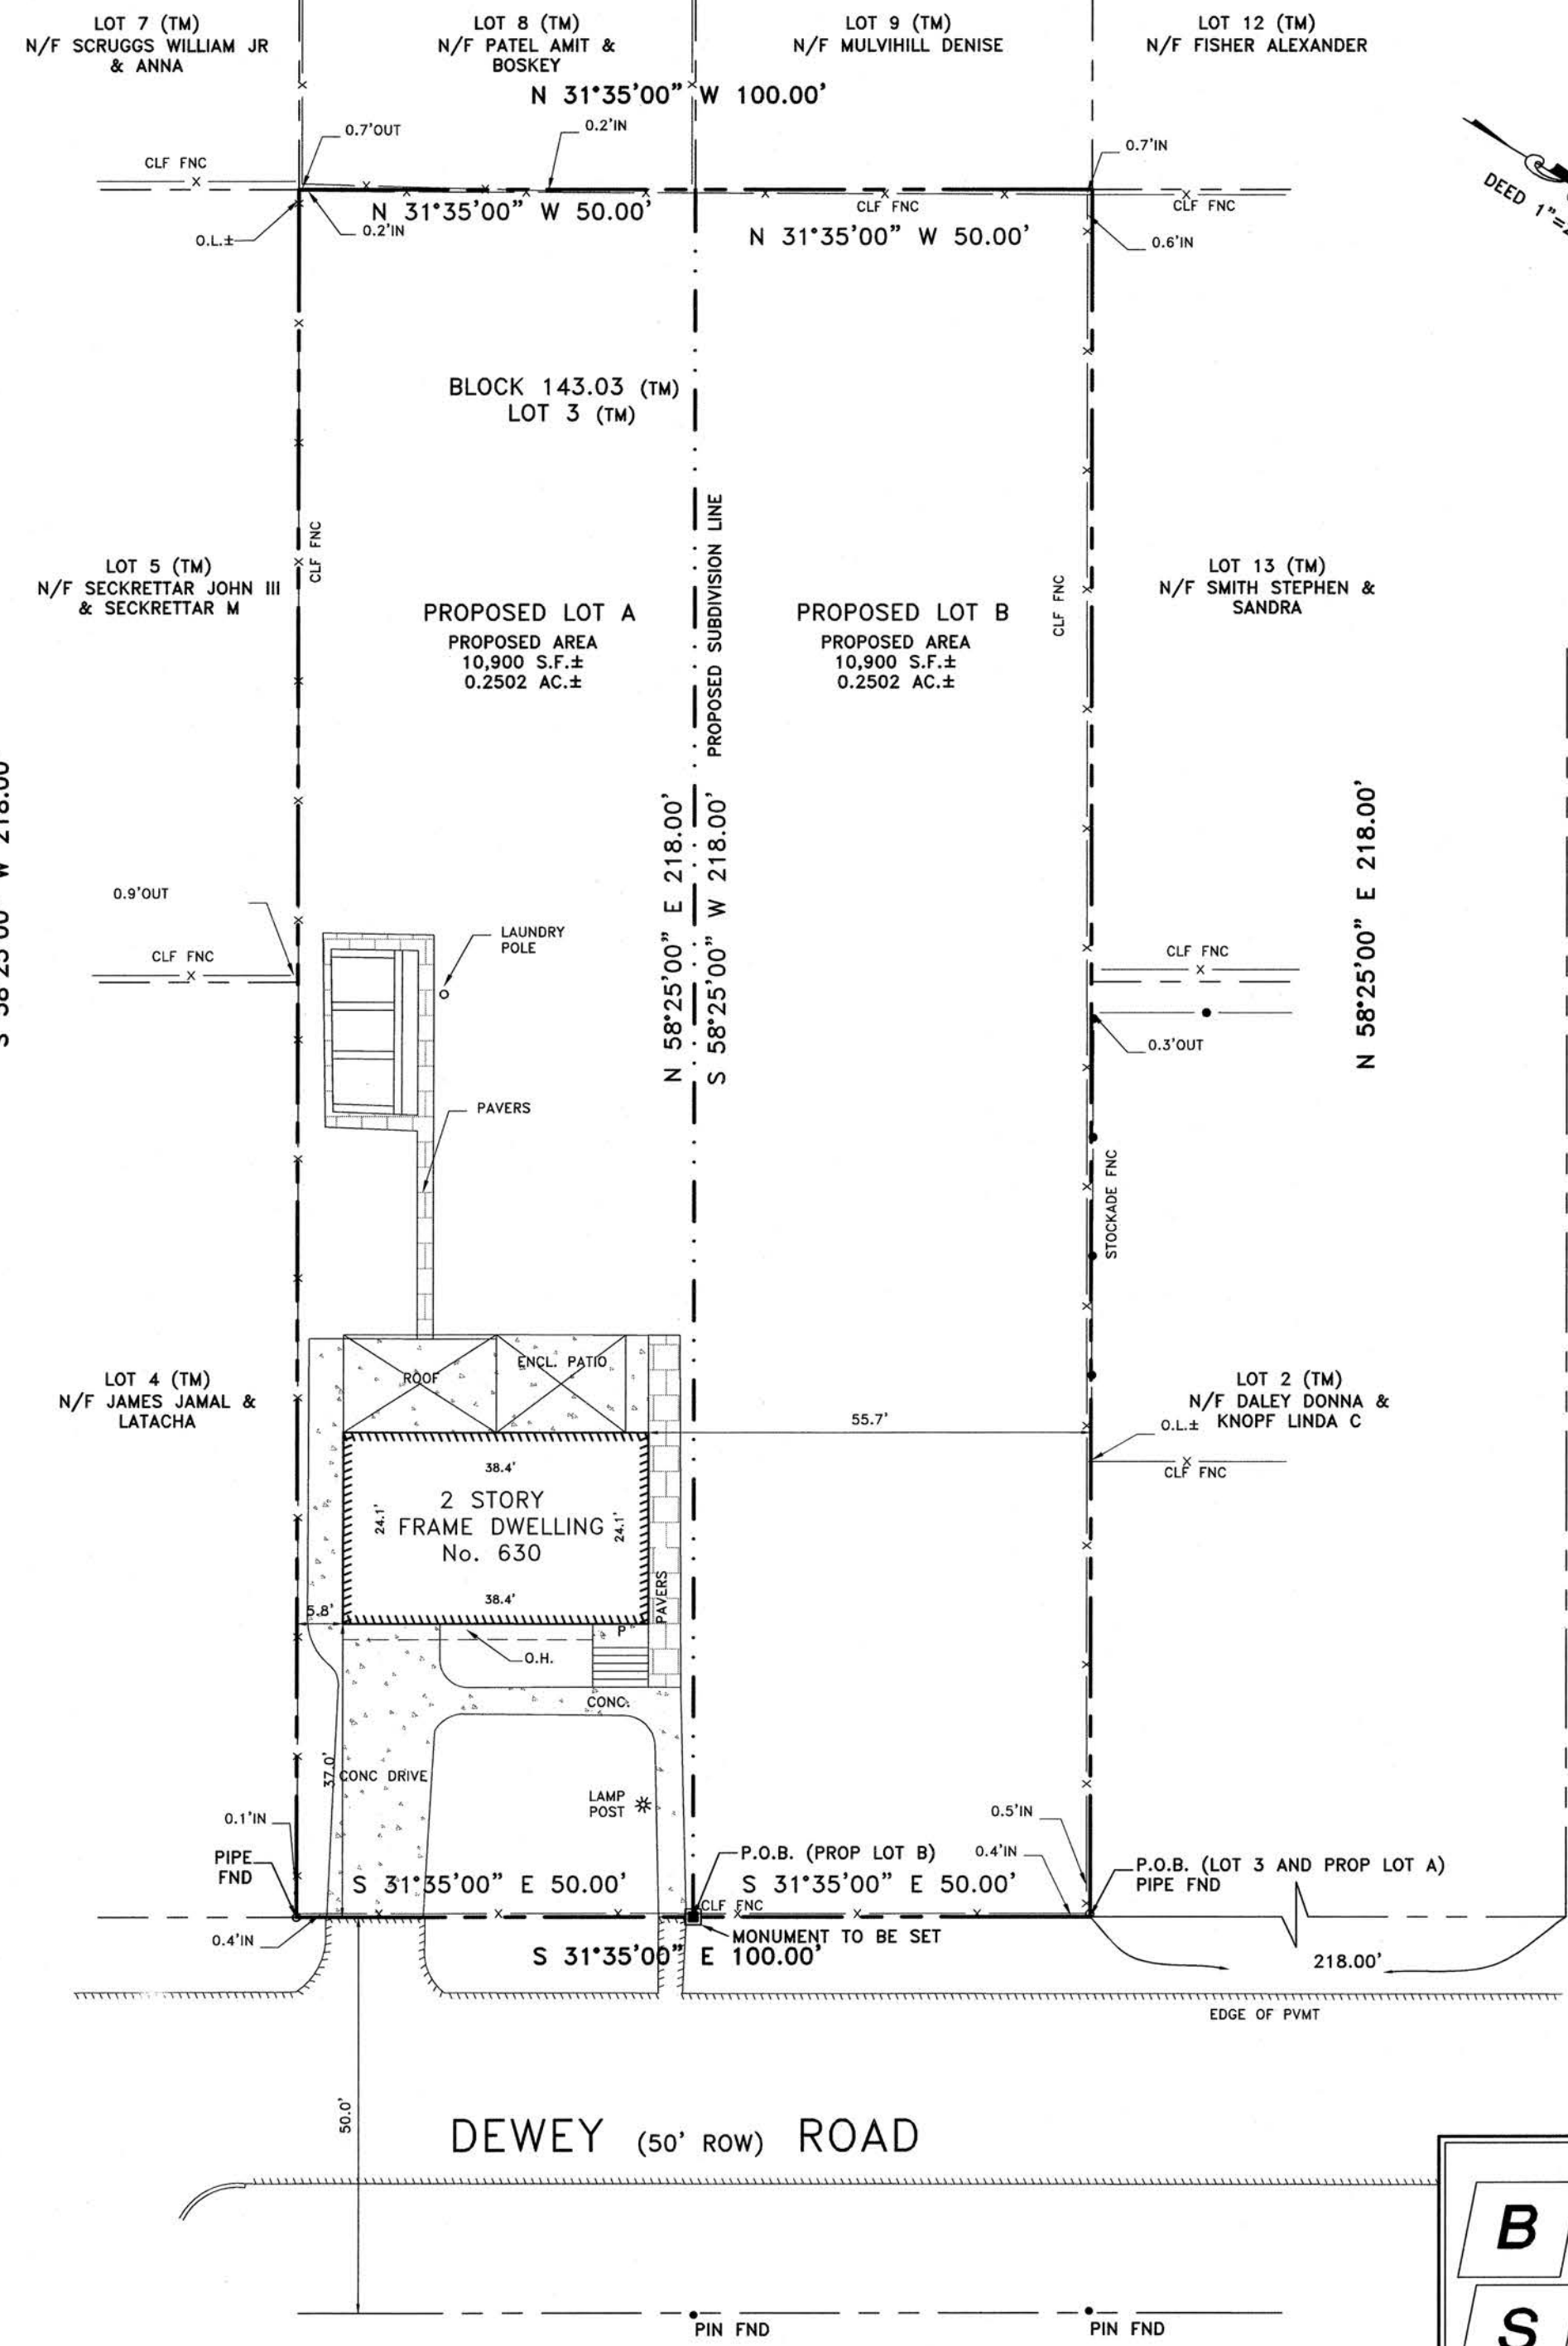 LOT 7 (TM)
N/F SCRUGGS WILLIAM JR
& ANNA
LOT 8 (TM)
N/F PATEL AMIT &
BOSKEY
LOT 9 (TM)
N/F MULVIHILL DENISE
LOT 12 (TM)
N/F FISHER ALEXANDER
N 31°35'00" W 100.00'
0.7'OUT
0.2'IN
0.7'IN
CLF FNC
DEED 1"=
N 31°35'00" W 50.00'
CLF FNC
CLF FNC
O.L.±
0.2'IN
N 31°35'00" W 50.00'
0.6'IN
BLOCK 143.03 (TM)
LOT 3 (TM)
CLF FNC
PROPOSED SUBDIVISION LINE
CLF FNC
LOT 5 (TM)
N/F SECKRETTAR JOHN III
& SECKRETTAR M
PROPOSED LOT A
PROPOSED AREA
10,900 S.F.±
0.2502 AC.±
PROPOSED LOT B
PROPOSED AREA
10,900 S.F.±
0.2502 AC.±
LOT 13 (TM)
N/F SMITH STEPHEN &
SANDRA
S 58°25'00" W 218.00'
N 58°25'00" E 218.00'
S 58°25'00" W 218.00'
N 58°25'00" E 218.00'
0.9'OUT
CLF FNC
LAUNDRY
POLE
CLF FNC
0.3'OUT
PAVERS
STOCKADE FNC
LOT 4 (TM)
N/F JAMES JAMAL &
LATACHA
ROOF
ENCL. PATIO
55.7'
LOT 2 (TM)
N/F DALEY DONNA &
KNOPF LINDA C
O.L.±
CLF FNC
38.4'
24.1'
2 STORY
FRAME DWELLING
No. 630
24.1'
38.4'
PAVERS
5.8'
P
O.H.
CONC.
37.0'
CONC DRIVE
LAMP
POST
0.1'IN
0.5'IN
PIPE
FND
P.O.B. (PROP LOT B)
0.4'IN
P.O.B. (LOT 3 AND PROP LOT A)
PIPE FND
S 31°35'00" E 50.00'
S 31°35'00" E 50.00'
CLF FNC
0.4'IN
MONUMENT TO BE SET
S 31°35'00" E 100.00'
218.00'
EDGE OF PVMT
50.0'
DEWEY (50' ROW) ROAD
B
S
PIN FND
PIN FND